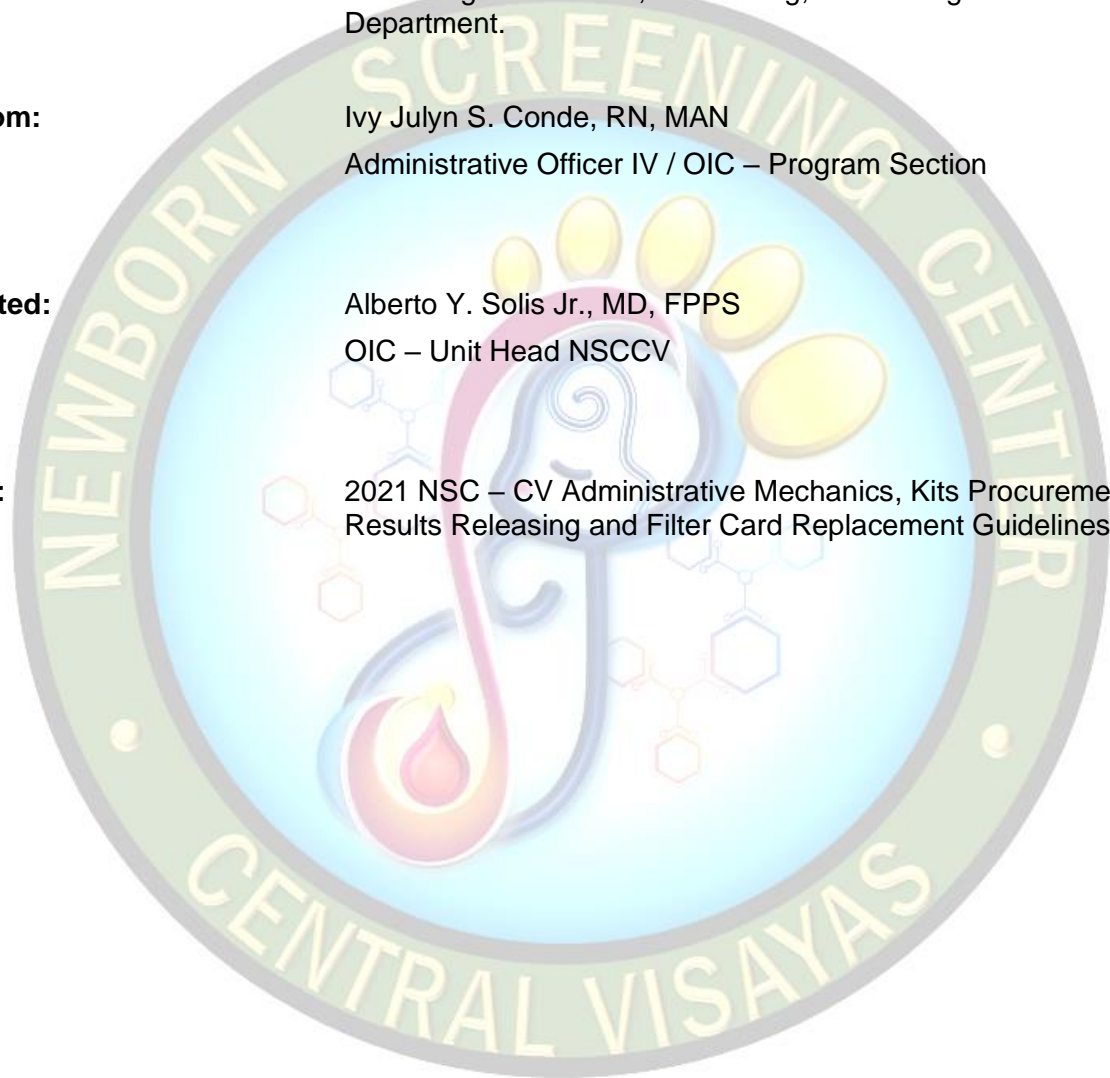 Department.
om:
Ivy Julyn S. Conde, RN, MAN
Administrative Officer IV / OIC – Program Section
ted:
Alberto Y. Solis Jr., MD, FPPS
OIC – Unit Head NSCCV
:
2021 NSC – CV Administrative Mechanics, Kits Procureme
Results Releasing and Filter Card Replacement Guidelines
NEWBORN SCREENING CENTER
CENTRAL VISAYAS